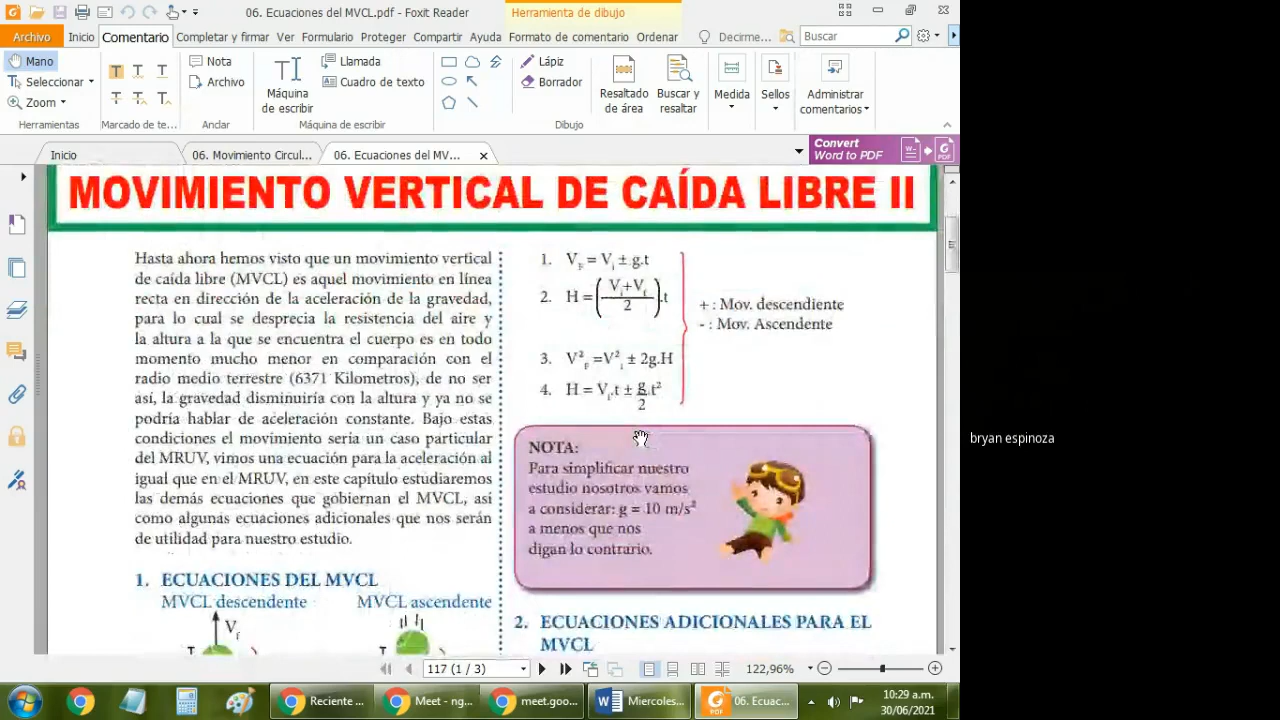 06. Ecuaciones del MVCL.pdf - Foxit Reader
Herramienta de dibujo
Archivo Inicio Comentario Completar y firmar Ver Formulario Proteger Compartir Ayuda Formato de comentario Ordenar Decirme... Buscar
Mano
Seleccionar
Zoom
Herramientas
T T T
T T T
Marcado de te...
Nota
Archivo
Anclar
Máquina
de escribir
Llamada
Cuadro de texto
Máquina de escribir
Lápiz
Borrador
Dibujo
Resaltado
de área
Buscar y
resaltar
Medida
Sellos
Administrar
comentarios
Inicio
06. Movimiento Circul...
06. Ecuaciones del MV...
Convert
Word to PDF
MOVIMIENTO VERTICAL DE CAÍDA LIBRE II
Hasta ahora hemos visto que un movimiento vertical
de caída libre (MVCL) es aquel movimiento en línea
recta en dirección de la aceleración de la gravedad,
para lo cual se desprecia la resistencia del aire y
la altura a la que se encuentra el cuerpo es en todo
momento mucho menor en comparación con el
radio medio terrestre (6371 Kilometros), de no ser
así, la gravedad disminuiría con la altura y ya no se
podría hablar de aceleración constante. Bajo estas
condiciones el movimiento seria un caso particular
del MRUV, vimos una ecuación para la aceleración al
igual que en el MRUV, en este capítulo estudiaremos
las demás ecuaciones que gobiernan el MVCL, así
como algunas ecuaciones adicionales que nos serán
de utilidad para nuestro estudio.
1. ECUACIONES DEL MVCL
MVCL descendente MVCL ascendente
Vf
1. VF = Vi ± g.t
2. H = (Vi+Vf/2).t
3. V²F =V²i ± 2g.H
4. H = Vi.t ± g/2.t²
+ : Mov. descendiente
- : Mov. Ascendente
NOTA:
Para simplificar nuestro
estudio nosotros vamos
a considerar: g = 10 m/s²
a menos que nos
digan lo contrario.
2. ECUACIONES ADICIONALES PARA EL
MVCL
bryan espinoza
117 (1 / 3)
122,96%
Reciente ...
Meet - ng...
meet.goo...
Miercoles...
06. Ecuac...
10:29 a.m.
30/06/2021